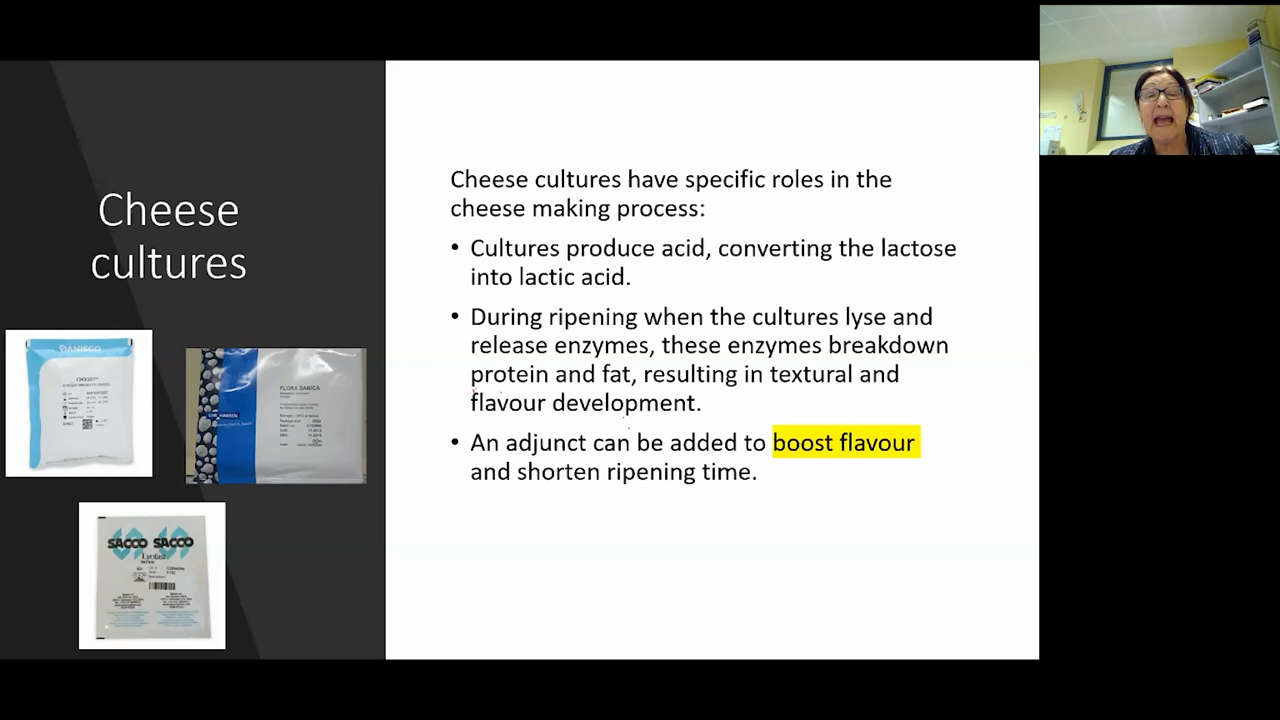 Cheese
cultures
Cheese cultures have specific roles in the
cheese making process:
• Cultures produce acid, converting the lactose
into lactic acid.
• During ripening when the cultures lyse and
release enzymes, these enzymes breakdown
protein and fat, resulting in textural and
flavour development.
• An adjunct can be added to boost flavour
and shorten ripening time.
DANISCO
FLORA DANICA
CHR HANSEN
SACCO SACCO
Lyofast